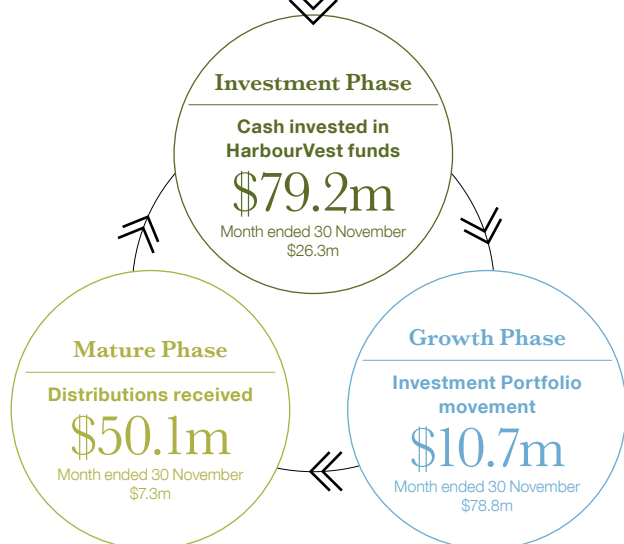 Investment Phase
Cash invested in
HarbourVest funds
$79.2m
Month ended 30 November
$26.3m
Mature Phase
Distributions received
$50.1m
Month ended 30 November
$7.3m
Growth Phase
Investment Portfolio
movement
$10.7m
Month ended 30 November
$78.8m